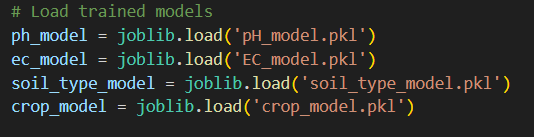 # Load trained models
ph_model = joblib.load('pH_model.pkl')
ec_model = joblib.load('EC_model.pkl')
soil_type_model = joblib.load('soil_type_model.pkl')
crop_model = joblib.load('crop_model.pkl')